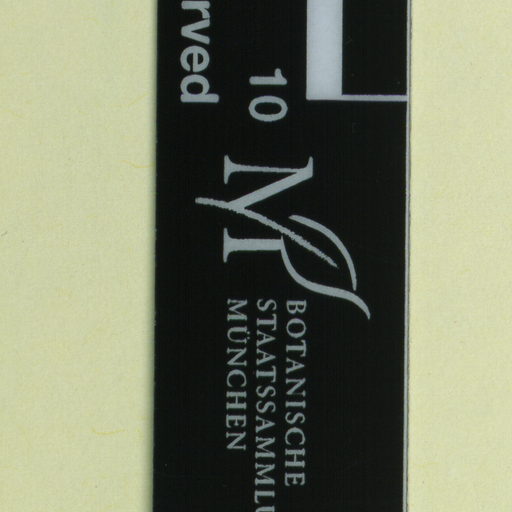 10
rved
BOTANISCHE
STAATSSAMMLU
MÜNCHEN